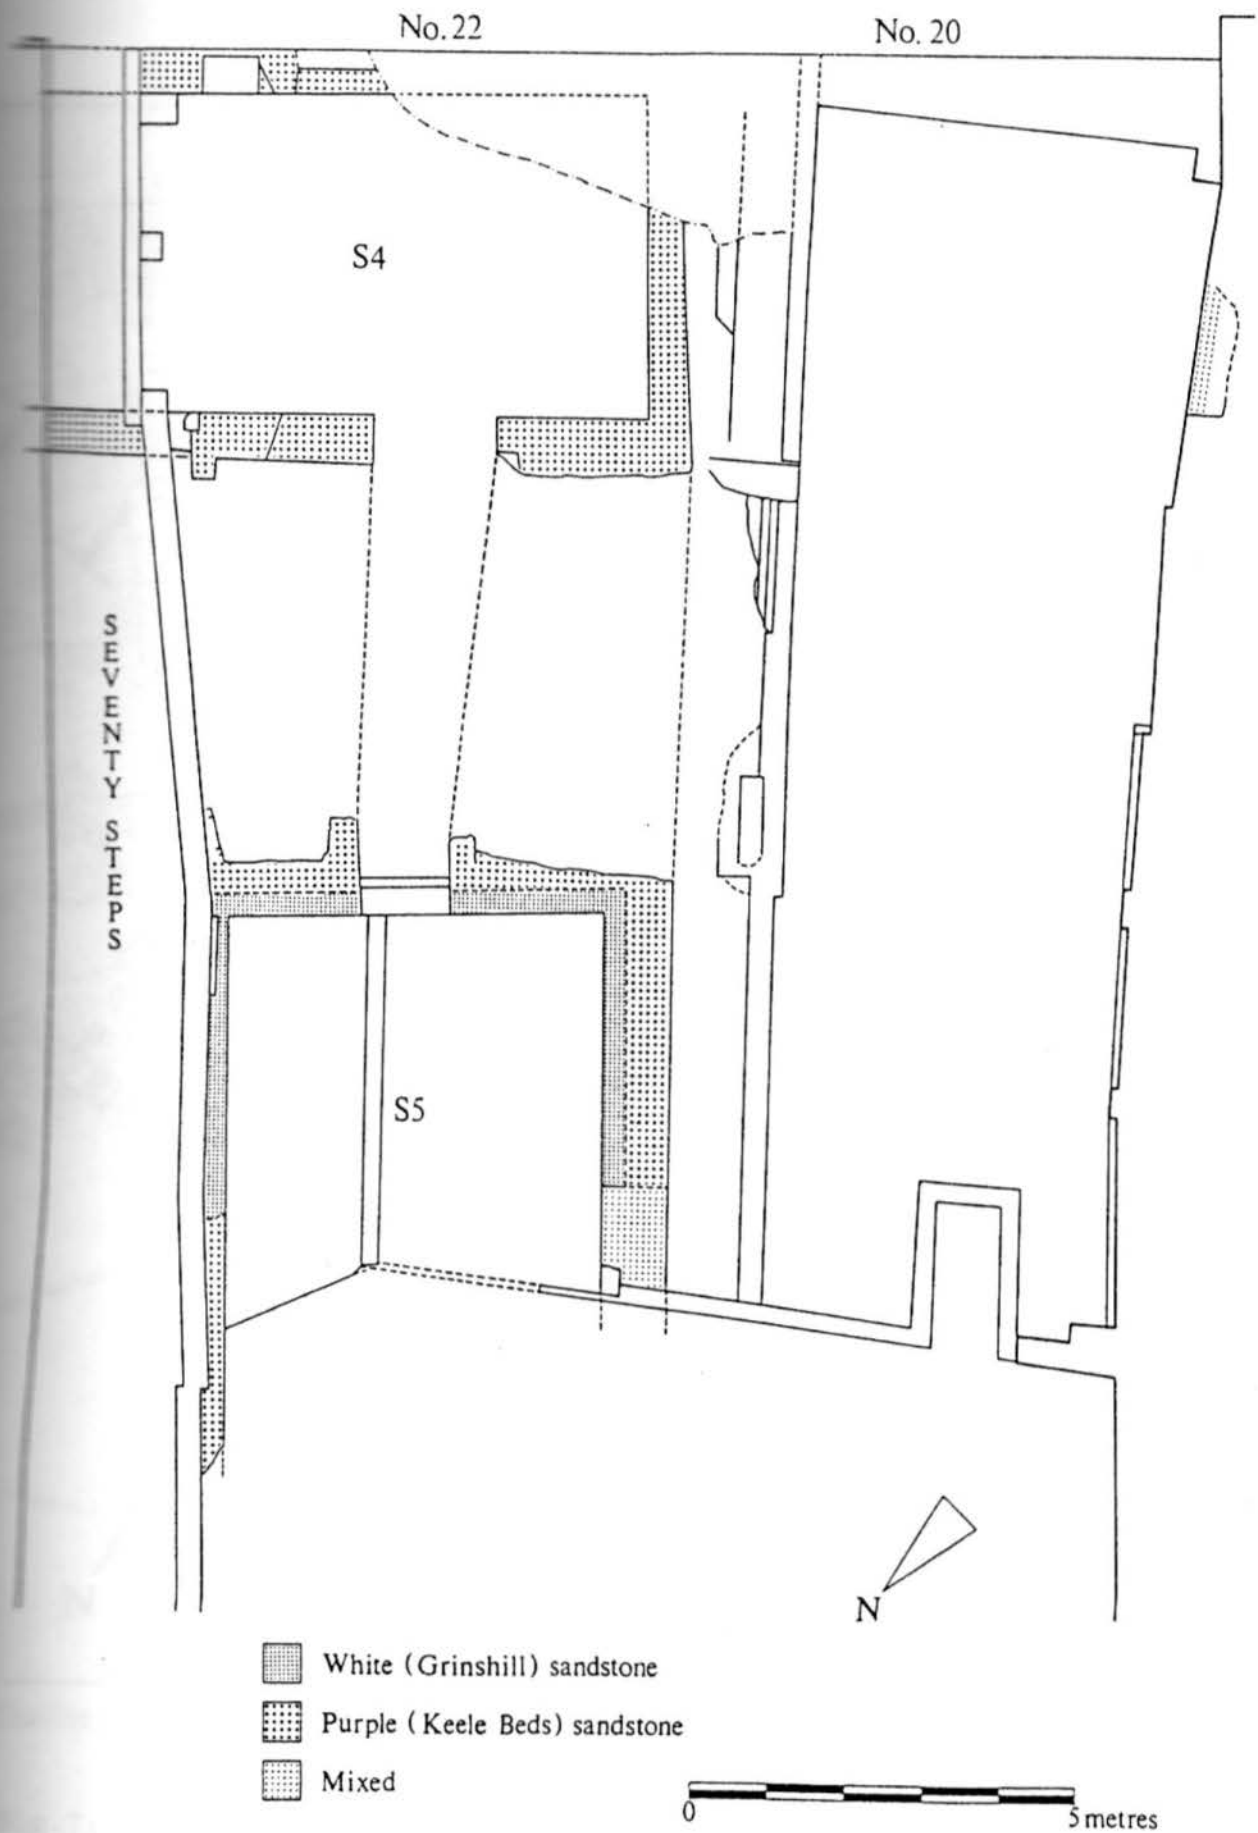 No. 22
No. 20
S4
SEVENTY STEPS
S5
N
White (Grinshill) sandstone
Purple (Keele Beds) sandstone
Mixed
0
5 metres